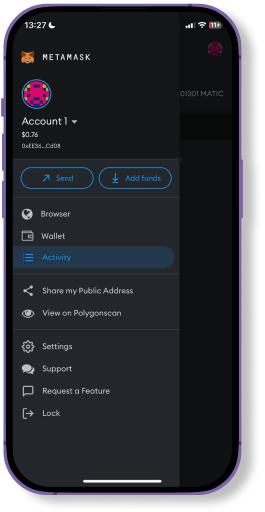 13:27
11
METAMASK
01301 MATIC
Account 1
$0.76
0xEE36...Cd08
Send
Add funds
Browser
Wallet
Activity
Share my Public Address
View on Polygonscan
Settings
Support
Request a Feature
Lock